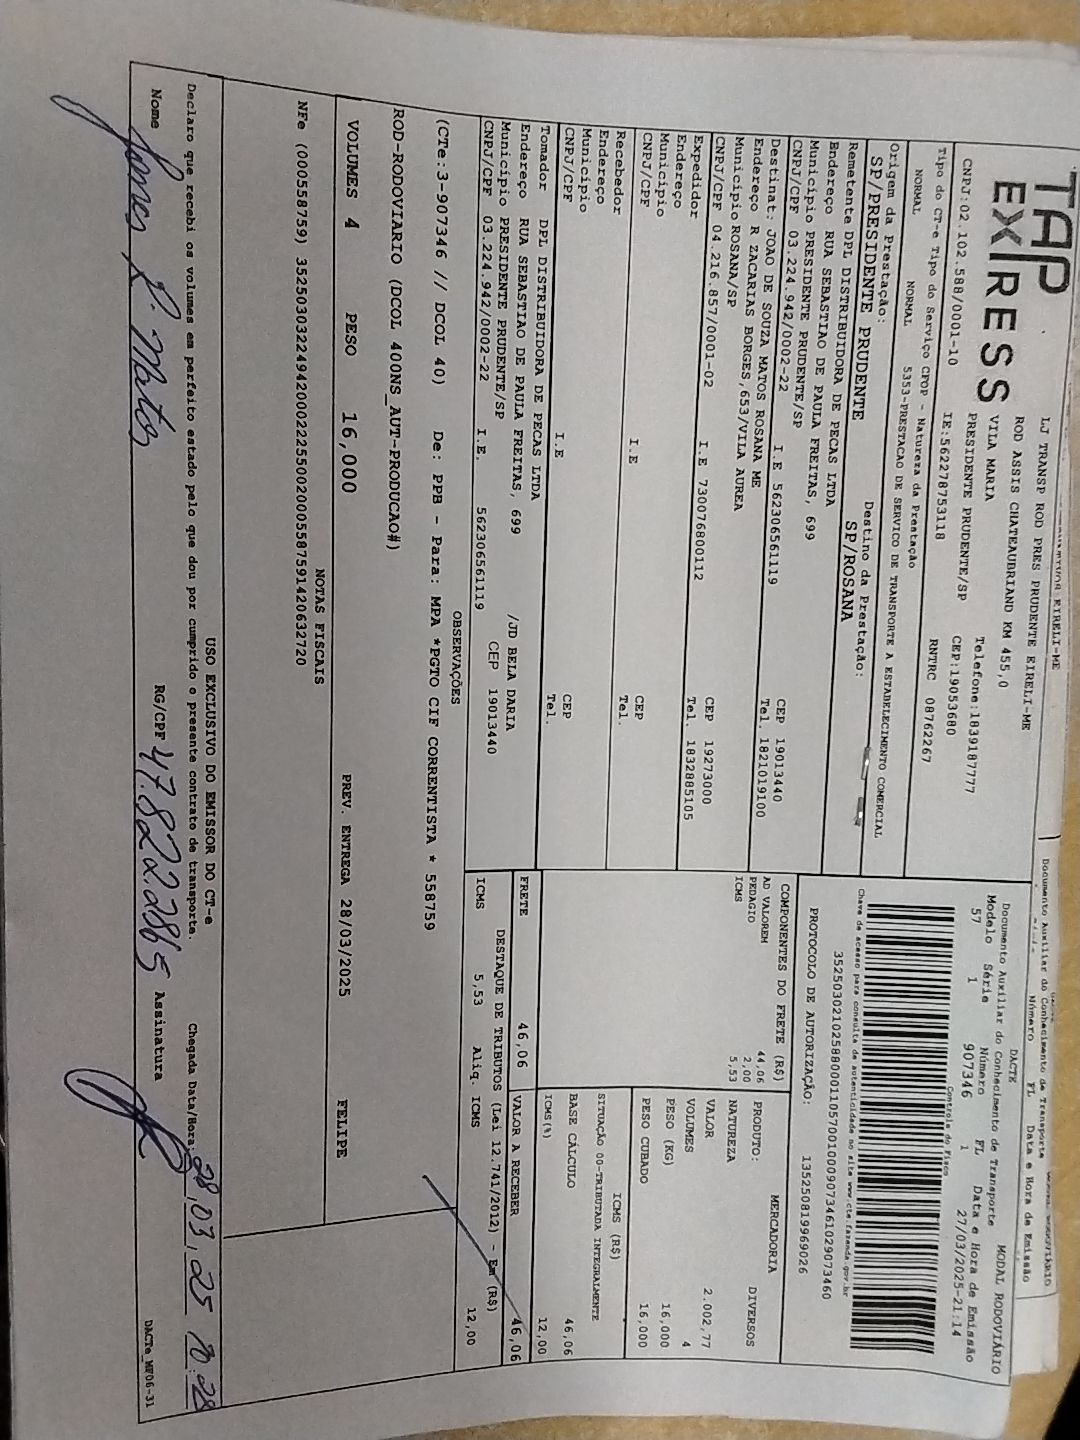 TAP EXPRESS
LJ TRANSP ROD PRES PRUDENTE EIRELI-ME
ROD ASSIS CHATEAUBRIAND KM 455,0
VILA MARIA Telefone:1839187777
PRESIDENTE PRUDENTE/SP CEP:19053680
CNPJ:02.102.588/0001-10 IE:562278753118 RNTRC 08762267
Tipo do CT-e Tipo do Serviço CFOP - Natureza da Prestação
NORMAL NORMAL 5353-PRESTACAO DE SERVICO DE TRANSPORTE A ESTABELECIMENTO COMERCIAL
Origem da Prestação: Destino da Prestação:
SP/PRESIDENTE PRUDENTE SP/ROSANA
Remetente DPL DISTRIBUIDORA DE PECAS LTDA
Endereço RUA SEBASTIAO DE PAULA FREITAS, 699
Município PRESIDENTE PRUDENTE/SP CEP 19013440
CNPJ/CPF 03.224.942/0002-22 I.E 562306561119 Tel. 1821019100
Destinat: JOAO DE SOUZA MATOS ROSANA ME
Endereço R ZACARIAS BORGES,653/VILA AUREA
Município ROSANA/SP CEP 19273000
CNPJ/CPF 04.216.857/0001-02 I.E 730076800112 Tel. 1832885105
Expedidor
Endereço
Município CEP
CNPJ/CPF I.E Tel.
Recebedor
Endereço
Município CEP
CNPJ/CPF I.E Tel.
Tomador DPL DISTRIBUIDORA DE PECAS LTDA
Endereço RUA SEBASTIAO DE PAULA FREITAS, 699 /JD BELA DARIA
Município PRESIDENTE PRUDENTE/SP CEP 19013440
CNPJ/CPF 03.224.942/0002-22 I.E. 562306561119
DACTE MODAL RODOVIÁRIO
Documento Auxiliar do Conhecimento de Transporte
Modelo Série Número FL Data e Hora de Emissão
57 1 907346 1 27/03/2025-21:14
Controle do Fisco
Chave de acesso para consulta de autenticidade no site www.cte.fazenda.gov.br
35250302102588000110570010009073461029073460
PROTOCOLO DE AUTORIZAÇÃO: 135250819969026
COMPONENTES DO FRETE (R$)
AD VALOREM 44,06
PEDAGIO 2,00
ICMS 5,53
MERCADORIA
PRODUTO: DIVERSOS
NATUREZA
VALOR 2.002,77
VOLUMES 4
PESO (KG) 16,000
PESO CUBADO 16,000
ICMS (R$)
SITUAÇÃO 00-TRIBUTADA INTEGRALMENTE
BASE CÁLCULO 46,06
ICMS(%) 12,00
FRETE 46,06 VALOR A RECEBER 46,06
DESTAQUE DE TRIBUTOS (Lei 12.741/2012) - Em (R$)
ICMS 5,53 Aliq. ICMS 12,00
OBSERVAÇÕES
(CTe:3-907346 // DCOL 40) De: PPB - Para: MPA *PGTO CIF CORRENTISTA * 558759
ROD-RODOVIARIO (DCOL 400NS_AUT-PRODUCAO#)
VOLUMES 4 PESO 16,000 PREV. ENTREGA 28/03/2025 FELIPE
NOTAS FISCAIS
NFe (000558759) 35250303224942000222550020005587591420632720
USO EXCLUSIVO DO EMISSOR DO CT-e
Declaro que recebi os volumes em perfeito estado pelo que dou por cumprido o presente contrato de transporte. Chegada Data/Hora: 28,03,25
Nome Matos RG/CPF 47.822.286 5 Assinatura
DACTe_MF06-31